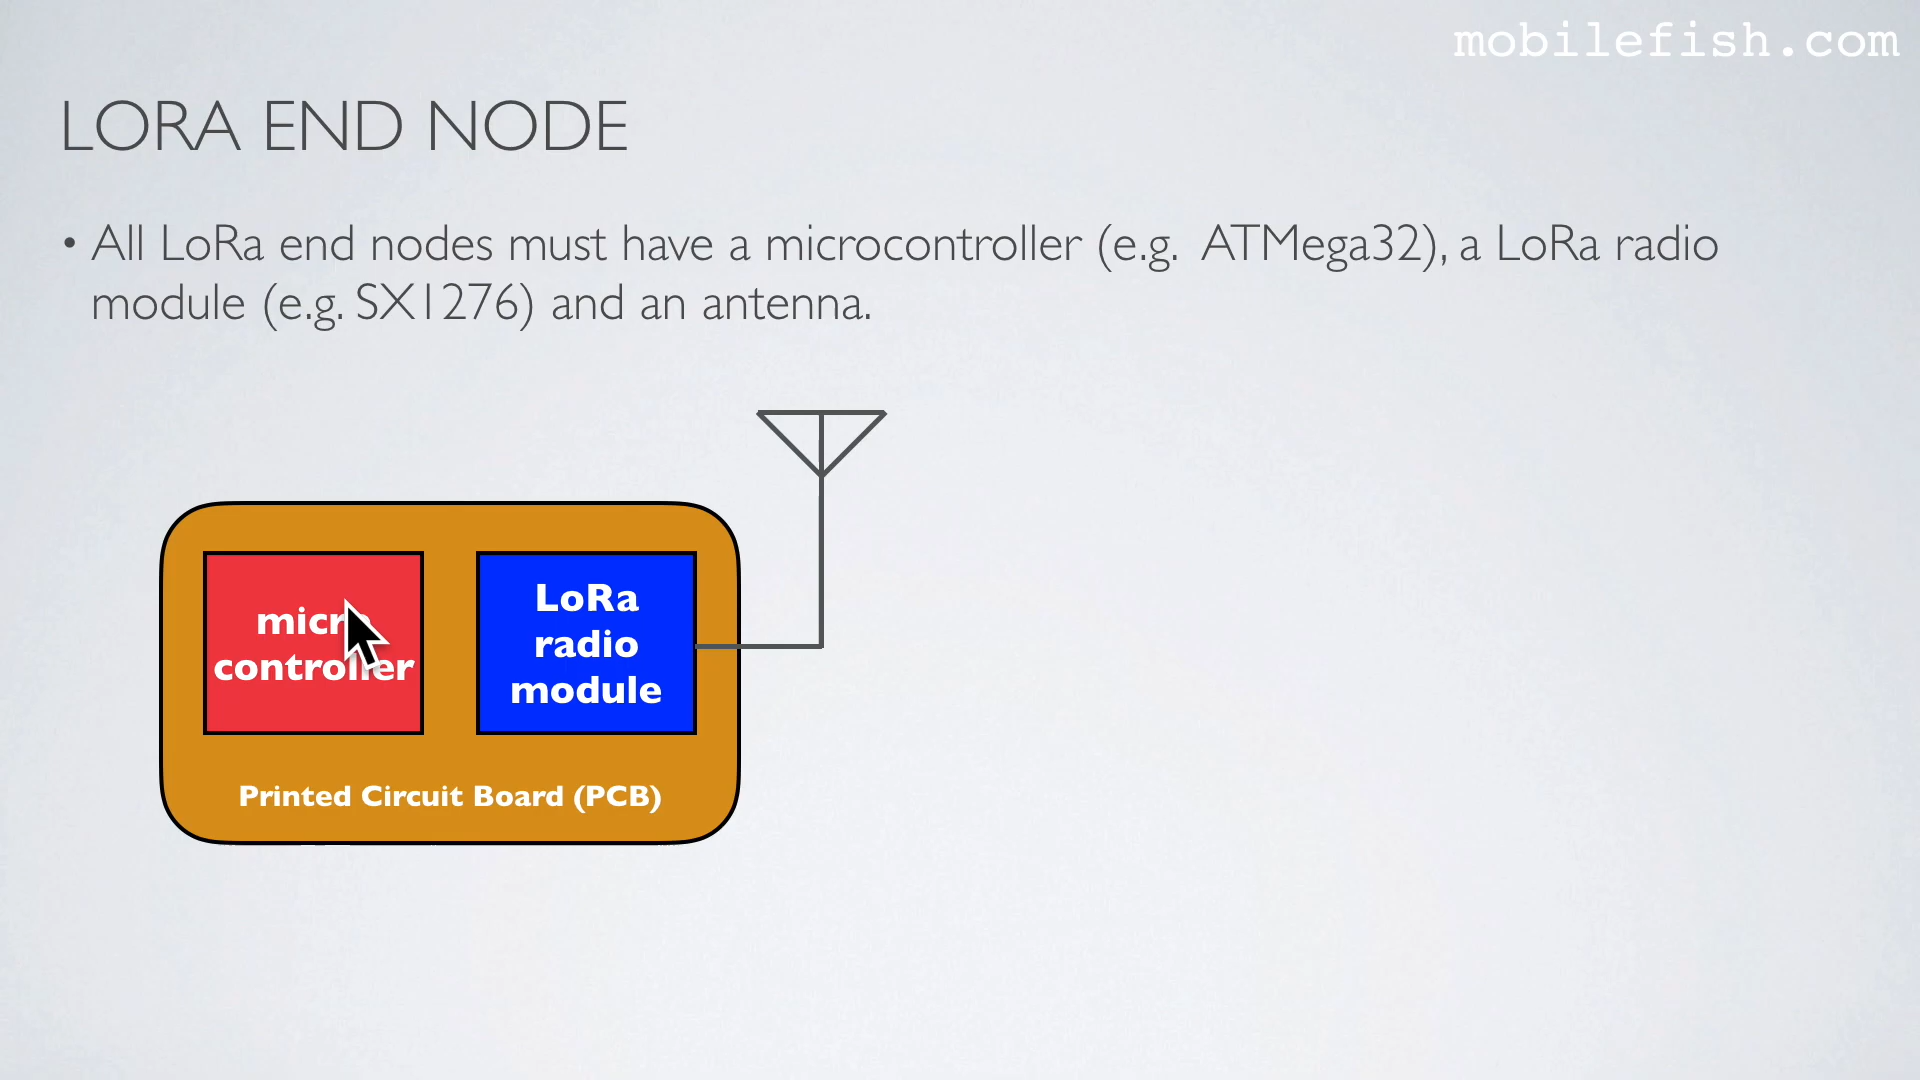 mobilefish.com
LORA END NODE
• All LoRa end nodes must have a microcontroller (e.g. ATMega32), a LoRa radio
module (e.g. SX1276) and an antenna.
micro
controller
LoRa
radio
module
Printed Circuit Board (PCB)